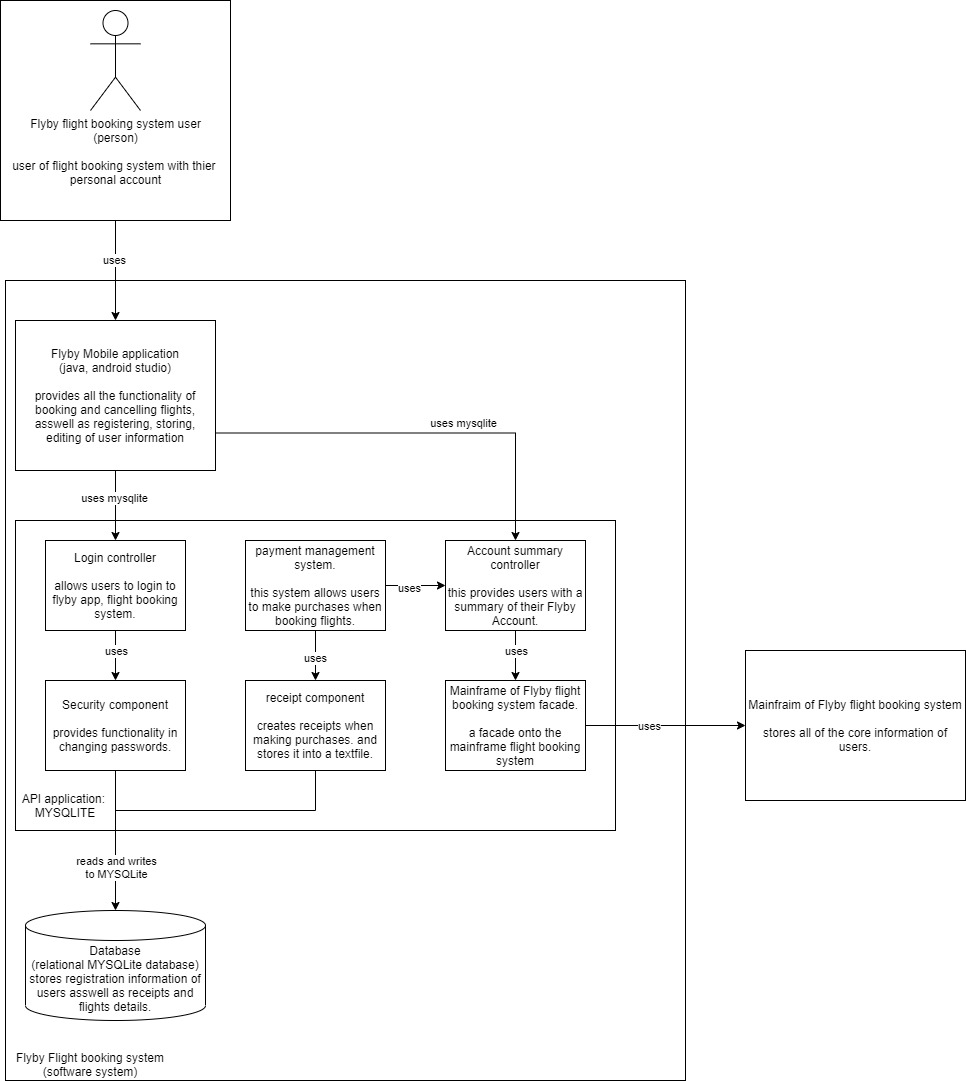 Flyby flight booking system user
(person)
user of flight booking system with thier
personal account
uses
Flyby Mobile application
(java, android studio)
provides all the functionality of
booking and cancelling flights,
asswell as registering, storing,
editing of user information
uses mysqlite
uses mysqlite
Login controller
allows users to login to
flyby app, flight booking
system.
payment management
system.
this system allows users
to make purchases when
booking flights.
uses
Account summary
controller
this provides users with a
summary of their Flyby
Account.
uses
uses
uses
Security component
provides functionality in
changing passwords.
receipt component
creates receipts when
making purchases. and
stores it into a textfile.
Mainframe of Flyby flight
booking system facade.
a facade onto the
mainframe flight booking
system
uses
Mainfraim of Flyby flight booking system
stores all of the core information of
users.
API application:
MYSQLITE
reads and writes
to MYSQLite
Database
(relational MYSQLite database)
stores registration information of
users asswell as receipts and
flights details.
Flyby Flight booking system
(software system)